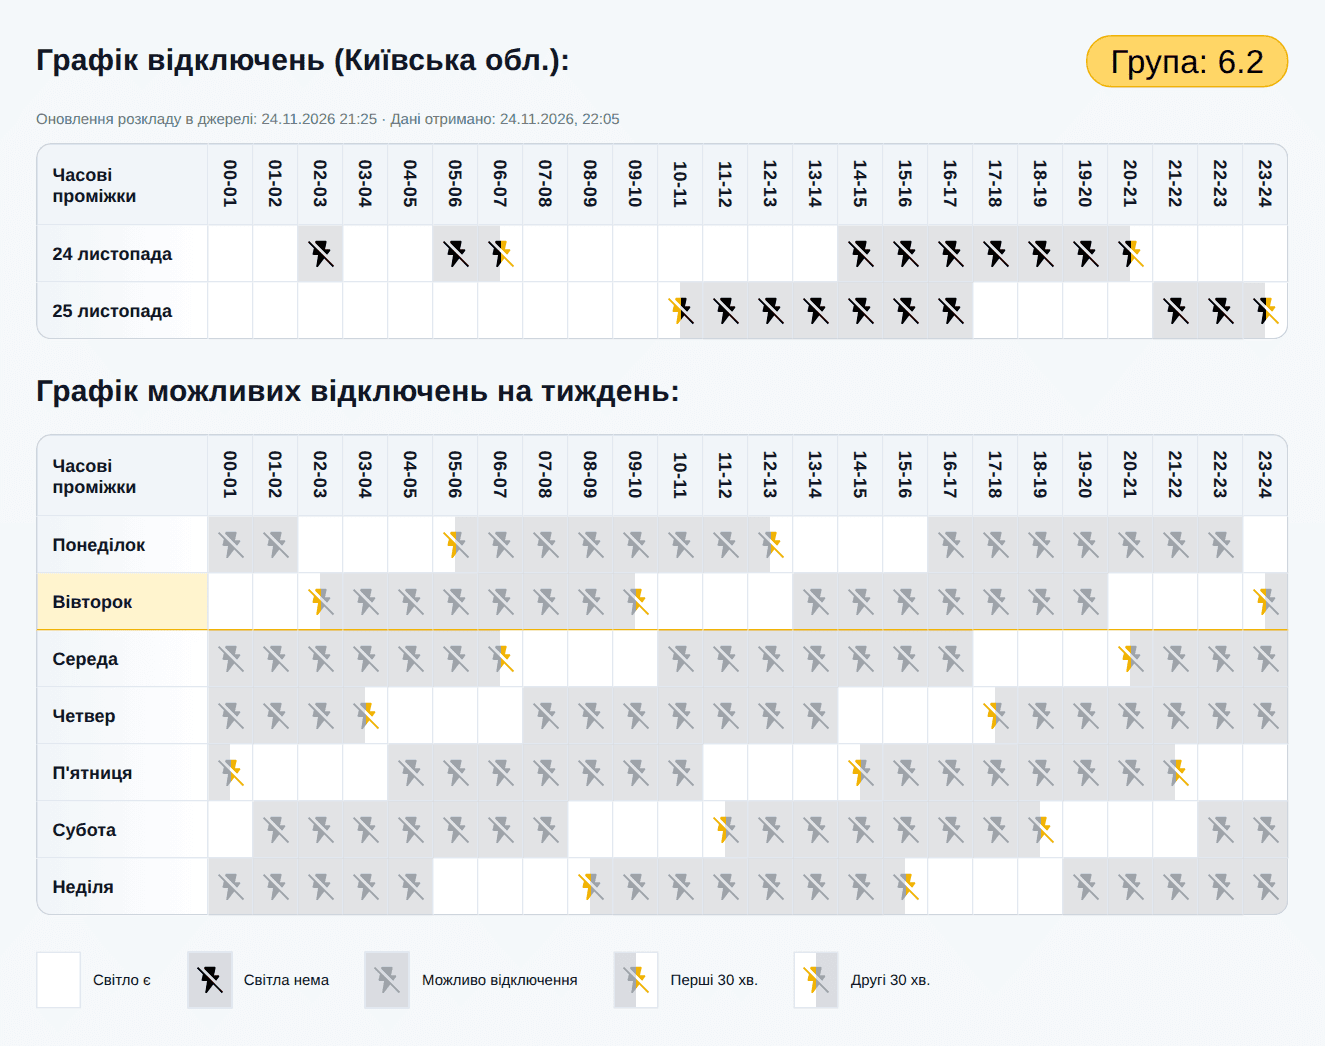 Графік відключень (Київська обл.):
Група: 6.2
Оновлення розкладу в джерелі: 24.11.2026 21:25 · Дані отримано: 24.11.2026, 22:05
Часові проміжки 00-01 01-02 02-03 03-04 04-05 05-06 06-07 07-08 08-09 09-10 10-11 11-12 12-13 13-14 14-15 15-16 16-17 17-18 18-19 19-20 20-21 21-22 22-23 23-24
24 листопада
25 листопада
Графік можливих відключень на тиждень:
Часові проміжки 00-01 01-02 02-03 03-04 04-05 05-06 06-07 07-08 08-09 09-10 10-11 11-12 12-13 13-14 14-15 15-16 16-17 17-18 18-19 19-20 20-21 21-22 22-23 23-24
Понеділок
Вівторок
Середа
Четвер
П'ятниця
Субота
Неділя
Світло є Світла нема Можливо відключення Перші 30 хв. Другі 30 хв.